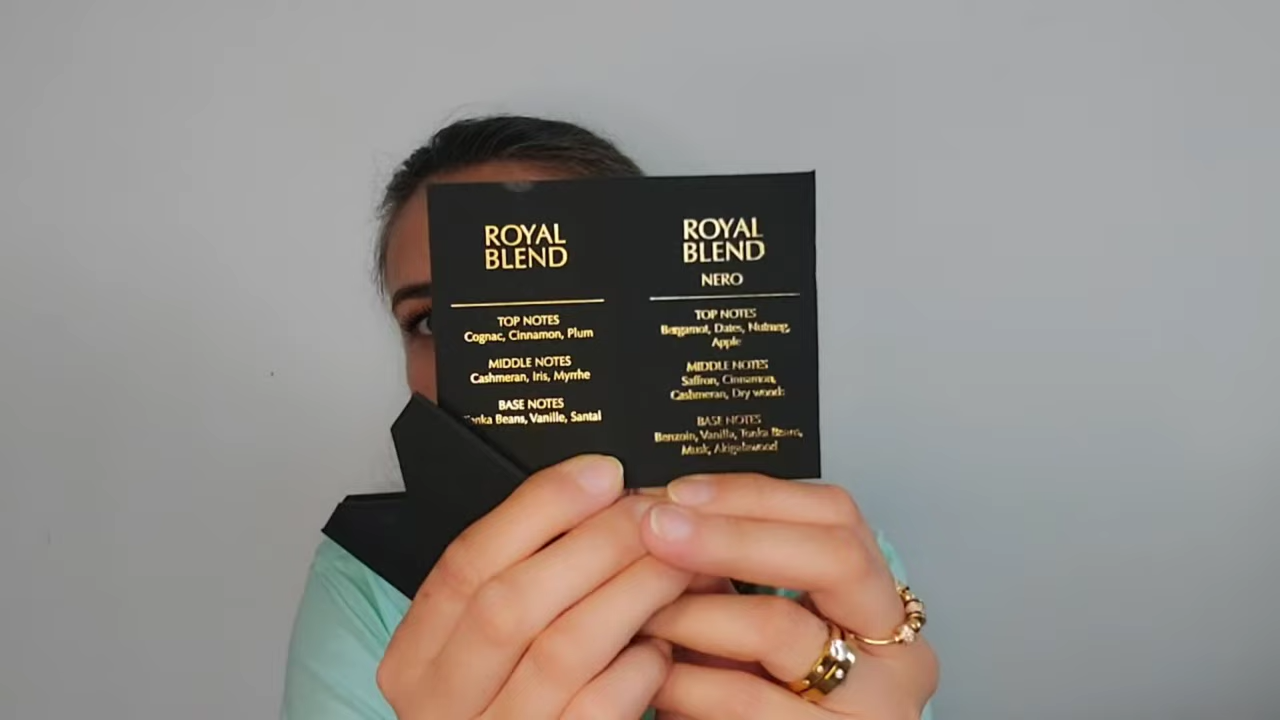 ROYAL
BLEND
TOP NOTES
Cognac, Cinnamon, Plum
MIDDLE NOTES
Cashmeran, Iris, Myrrhe
BASE NOTES
Tonka Beans, Vanille, Santal
ROYAL
BLEND
NERO
TOP NOTES
Bergamot, Dates, Nutmeg,
Apple
MIDDLE NOTES
Saffron, Cinnamon,
Cashmeran, Dry woods
BASE NOTES
Benzoin, Vanilla, Tonka Beans,
Musk, Akigalawood